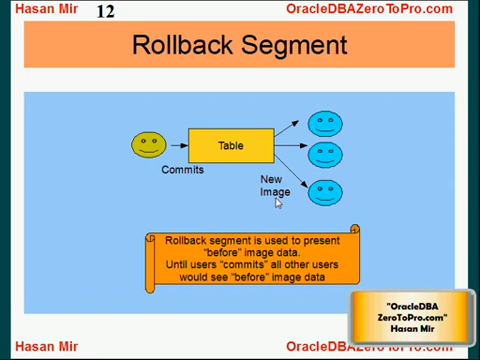 Hasan Mir 12 OracleDBAZeroToPro.com
Rollback Segment
Table
Commits
New
Image
Rollback segment is used to present
"before" image data.
Until users "commits" all other users
would see "before" image data
"OracleDBA
ZeroToPro.com"
Hasan Mir
Hasan Mir OracleDBAZeroToPro.com